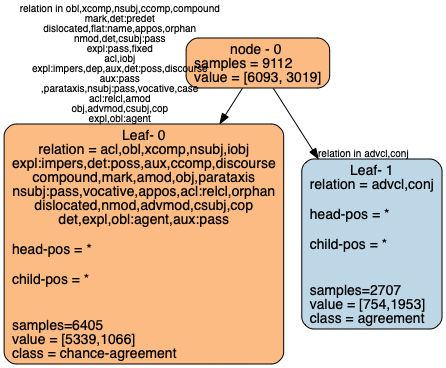 relation in obl,xcomp,nsubj,ccomp,compound
mark,det:predet
dislocated,flat:name,appos,orphan
nmod,det,csubj:pass
expl:pass,fixed
acl,iobj
expl:impers,dep,aux,det:poss,discourse
aux:pass
,parataxis,nsubj:pass,vocative,case
acl:relcl,amod
obj,advmod,csubj,cop
expl,obl:agent
node - 0
samples = 9112
value = [6093, 3019]
relation in advcl,conj
Leaf- 0
relation = acl,obl,xcomp,nsubj,iobj
expl:impers,det:poss,aux,ccomp,discourse
compound,mark,amod,obj,parataxis
nsubj:pass,vocative,appos,acl:relcl,orphan
dislocated,nmod,advmod,csubj,cop
det,expl,obl:agent,aux:pass
head-pos = *
child-pos = *
samples=6405
value = [5339,1066]
class = chance-agreement
Leaf- 1
relation = advcl,conj
head-pos = *
child-pos = *
samples=2707
value = [754,1953]
class = agreement